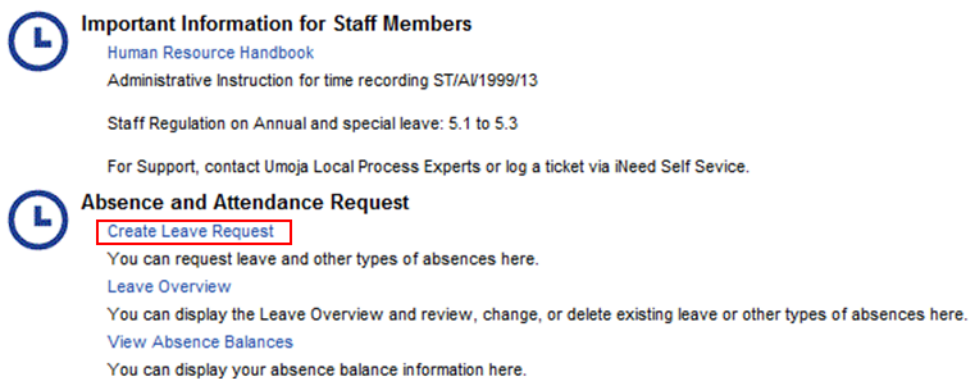 Important Information for Staff Members
Human Resource Handbook
Administrative Instruction for time recording ST/AI/1999/13
Staff Regulation on Annual and special leave: 5.1 to 5.3
For Support, contact Umoja Local Process Experts or log a ticket via iNeed Self Sevice.
Absence and Attendance Request
Create Leave Request
You can request leave and other types of absences here.
Leave Overview
You can display the Leave Overview and review, change, or delete existing leave or other types of absences here.
View Absence Balances
You can display your absence balance information here.